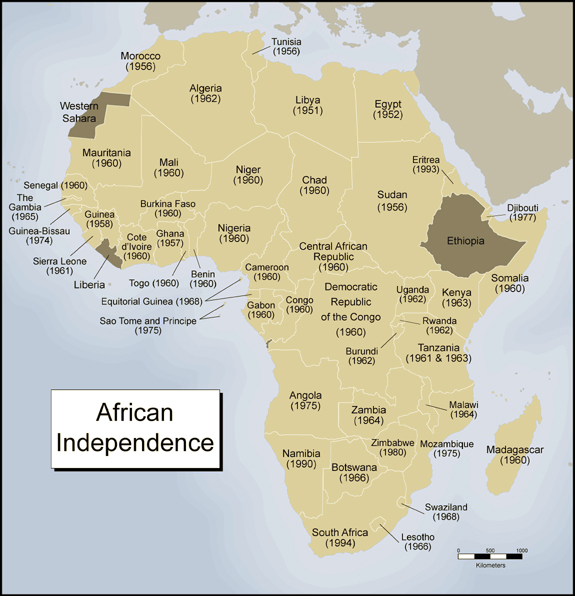 Tunisia
(1956)
Morocco
(1956)
Algeria
(1962)
Libya
(1951)
Egypt
(1952)
Western
Sahara
Mauritania
(1960)
Mali
(1960)
Niger
(1960)
Chad
(1960)
Sudan
(1956)
Eritrea
(1993)
Djibouti
(1977)
Ethiopia
Somalia
(1960)
Senegal (1960)
The
Gambia
(1965)
Guinea-Bissau
(1974)
Guinea
(1958)
Sierra Leone
(1961)
Liberia
Cote
d'Ivoire
(1960)
Burkina Faso
(1960)
Ghana
(1957)
Togo (1960)
Benin
(1960)
Nigeria
(1960)
Cameroon
(1960)
Central African Republic
(1960)
Equitorial Guinea (1968)
Sao Tome and Principe
(1975)
Gabon
(1960)
Congo
(1960)
Democratic
Republic
of the Congo
(1960)
Uganda
(1962)
Kenya
(1963)
Rwanda
(1962)
Burundi
(1962)
Tanzania
(1961 & 1963)
Angola
(1975)
Zambia
(1964)
Malawi
(1964)
Mozambique
(1975)
Zimbabwe
(1980)
Madagascar
(1960)
Namibia
(1990)
Botswana
(1966)
Swaziland
(1968)
Lesotho
(1966)
South Africa
(1994)
African
Independence
0 500 1000
Kilometers